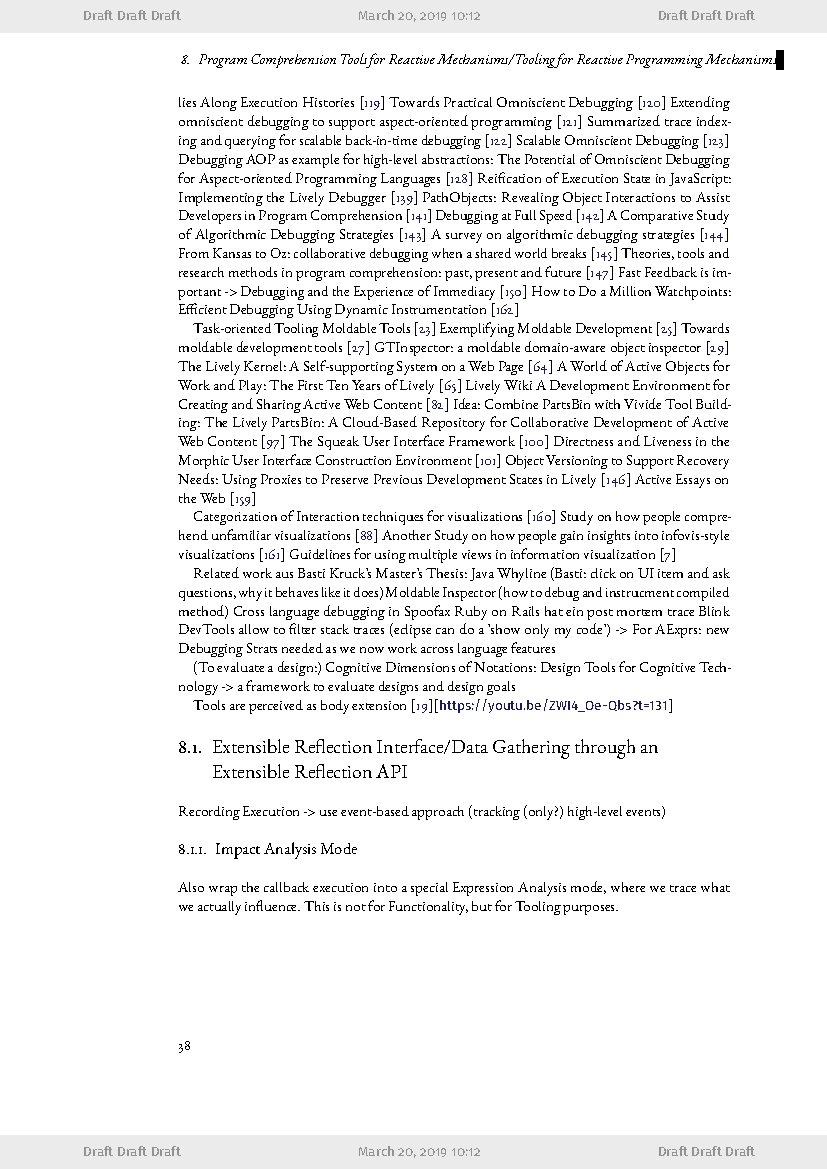 Draft Draft Draft March 20, 2019 10:12 Draft Draft Draft
8. Program Comprehension Tools for Reactive Mechanisms/Tooling for Reactive Programming Mechanisms
lies Along Execution Histories [119] Towards Practical Omniscient Debugging [120] Extending
omniscient debugging to support aspect-oriented programming [121] Summarized trace index-
ing and querying for scalable back-in-time debugging [122] Scalable Omniscient Debugging [123]
Debugging AOP as example for high-level abstractions: The Potential of Omniscient Debugging
for Aspect-oriented Programming Languages [128] Reification of Execution State in JavaScript:
Implementing the Lively Debugger [139] PathObjects: Revealing Object Interactions to Assist
Developers in Program Comprehension [141] Debugging at Full Speed [142] A Comparative Study
of Algorithmic Debugging Strategies [143] A survey on algorithmic debugging strategies [144]
From Kansas to Oz: collaborative debugging when a shared world breaks [145] Theories, tools and
research methods in program comprehension: past, present and future [147] Fast Feedback is im-
portant -> Debugging and the Experience of Immediacy [150] How to Do a Million Watchpoints:
Efficient Debugging Using Dynamic Instrumentation [162]
Task-oriented Tooling Moldable Tools [23] Exemplifying Moldable Development [25] Towards
moldable development tools [27] GTInspector: a moldable domain-aware object inspector [29]
The Lively Kernel: A Self-supporting System on a Web Page [64] A World of Active Objects for
Work and Play: The First Ten Years of Lively [65] Lively Wiki A Development Environment for
Creating and Sharing Active Web Content [82] Idea: Combine PartsBin with Vivide Tool Build-
ing: The Lively PartsBin: A Cloud-Based Repository for Collaborative Development of Active
Web Content [97] The Squeak User Interface Framework [100] Directness and Liveness in the
Morphic User Interface Construction Environment [101] Object Versioning to Support Recovery
Needs: Using Proxies to Preserve Previous Development States in Lively [146] Active Essays on
the Web [159]
Categorization of Interaction techniques for visualizations [160] Study on how people compre-
hend unfamiliar visualizations [88] Another Study on how people gain insights into infovis-style
visualizations [161] Guidelines for using multiple views in information visualization [7]
Related work aus Basti Kruck's Master's Thesis: Java Whyline (Basti: click on UI item and ask
questions, why it behaves like it does) Moldable Inspector (how to debug and instrucment compiled
method) Cross language debugging in Spoofax Ruby on Rails hat ein post mortem trace Blink
DevTools allow to filter stack traces (eclipse can do a 'show only my code') -> For AExprs: new
Debugging Strats needed as we now work across language features
(To evaluate a design:) Cognitive Dimensions of Notations: Design Tools for Cognitive Tech-
nology -> a framework to evaluate designs and design goals
Tools are perceived as body extension [19][https://youtu.be/ZWI4_Oe-Qbs?t=131]
8.1. Extensible Reflection Interface/Data Gathering through an
Extensible Reflection API
Recording Execution -> use event-based approach (tracking (only?) high-level events)
8.1.1. Impact Analysis Mode
Also wrap the callback execution into a special Expression Analysis mode, where we trace what
we actually influence. This is not for Functionality, but for Tooling purposes.
38
Draft Draft Draft March 20, 2019 10:12 Draft Draft Draft